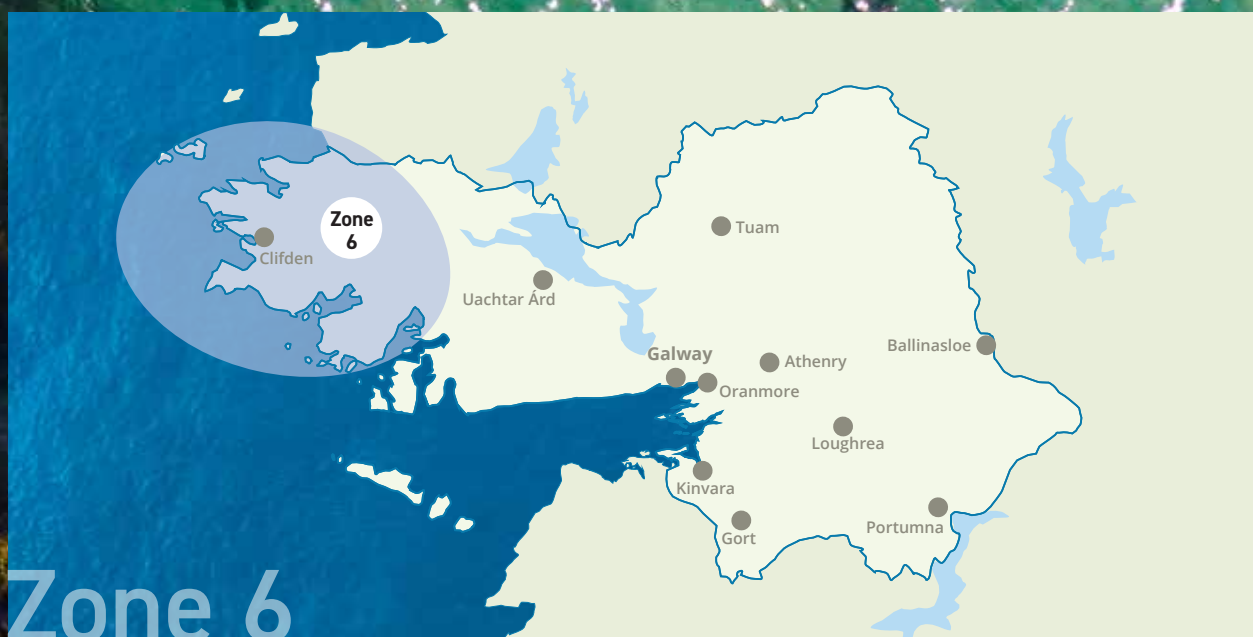 Zone
6
Clifden
Tuam
Uachtar Árd
Galway
Oranmore
Athenry
Ballinasloe
Loughrea
Kinvara
Gort
Portumna
Zone 6